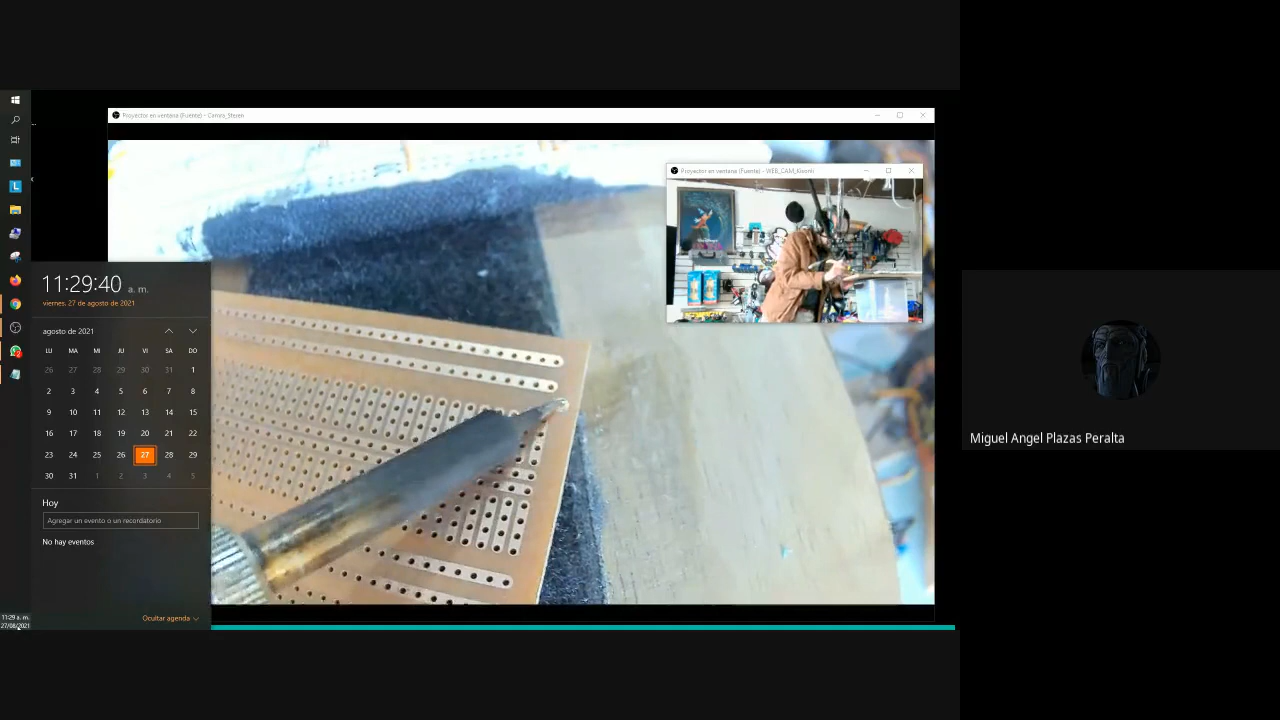 Proyector en ventana (Fuente) - Camra_Steren
Proyector en ventana (Fuente) - WEB_CAM_Kisonli
11:29:40 a. m.
viernes, 27 de agosto de 2021
agosto de 2021
LU MA MI JU VI SA DO
26 27 28 29 30 31 1
2 3 4 5 6 7 8
9 10 11 12 13 14 15
16 17 18 19 20 21 22
23 24 25 26 27 28 29
30 31 1 2 3 4 5
Hoy
Agregar un evento o un recordatorio
No hay eventos
Ocultar agenda
11:29 a. m.
27/08/2021
Miguel Angel Plazas Peralta